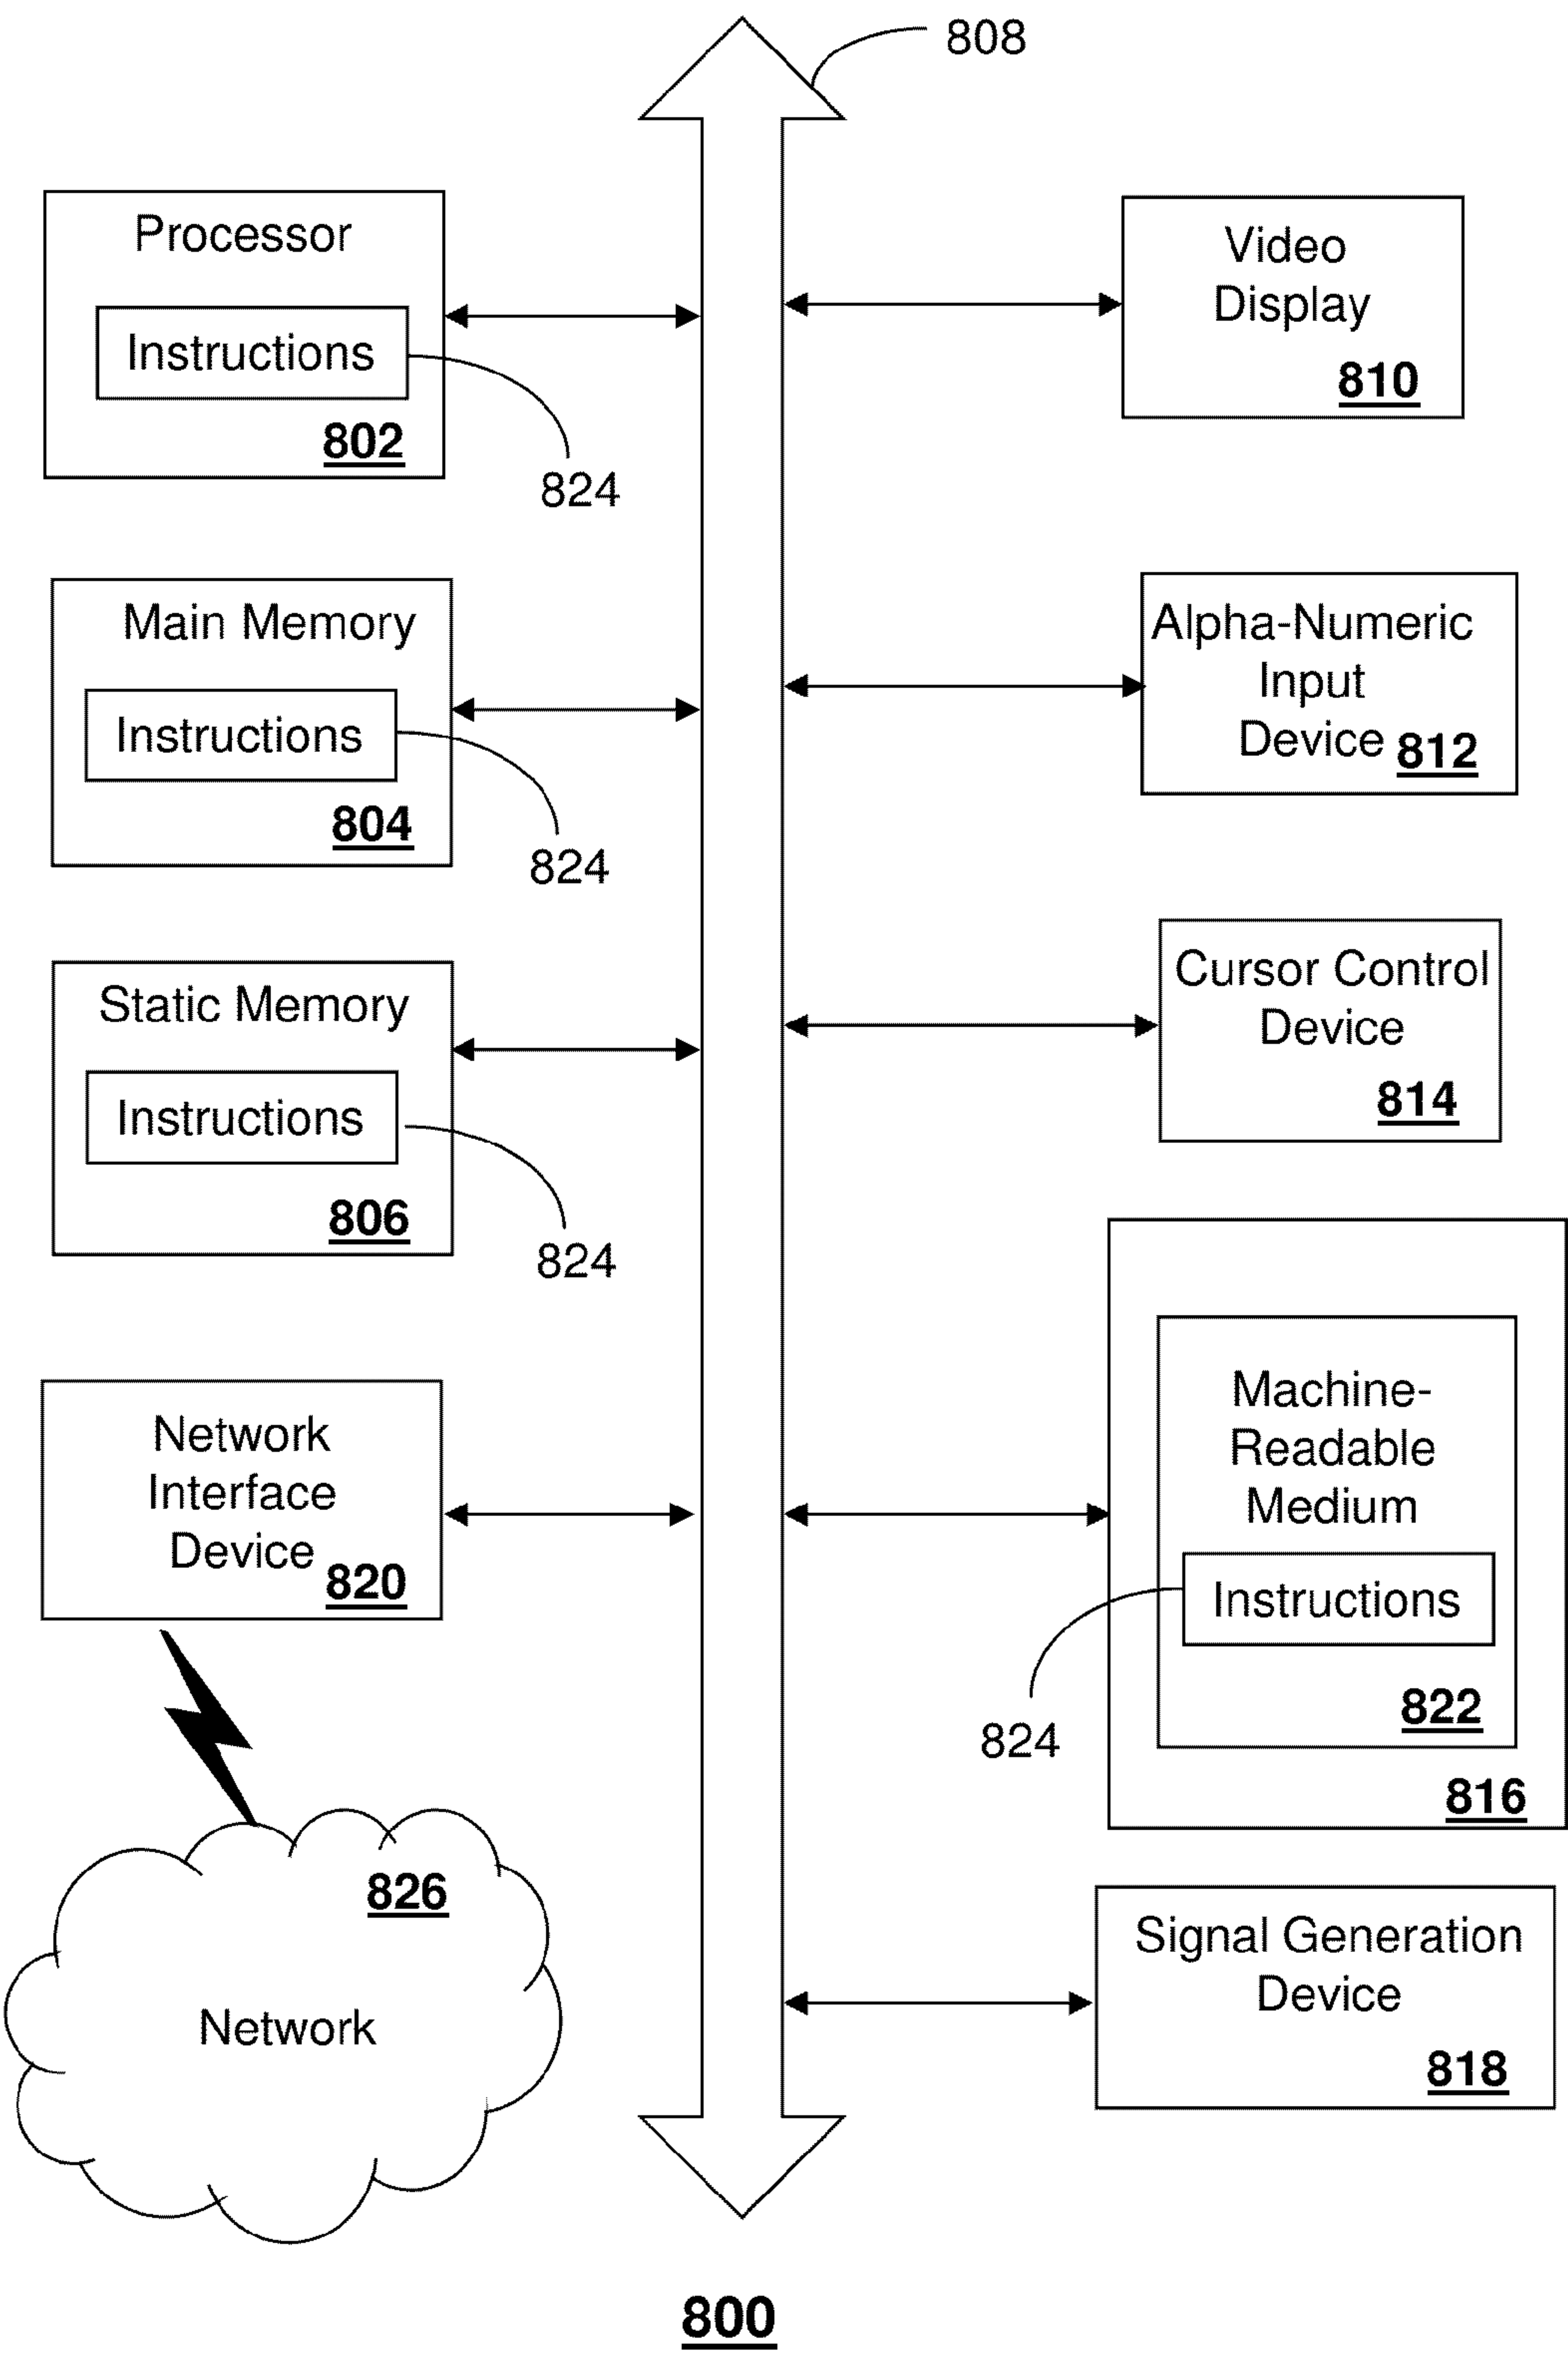 808
Processor
Instructions
802
824
Main Memory
Instructions
804
824
Static Memory
Instructions
806
824
Network
Interface
Device
820
826
Network
Video
Display
810
Alpha-Numeric
Input
Device
812
Cursor Control
Device
814
Machine-
Readable
Medium
Instructions
822
824
816
Signal Generation
Device
818
800